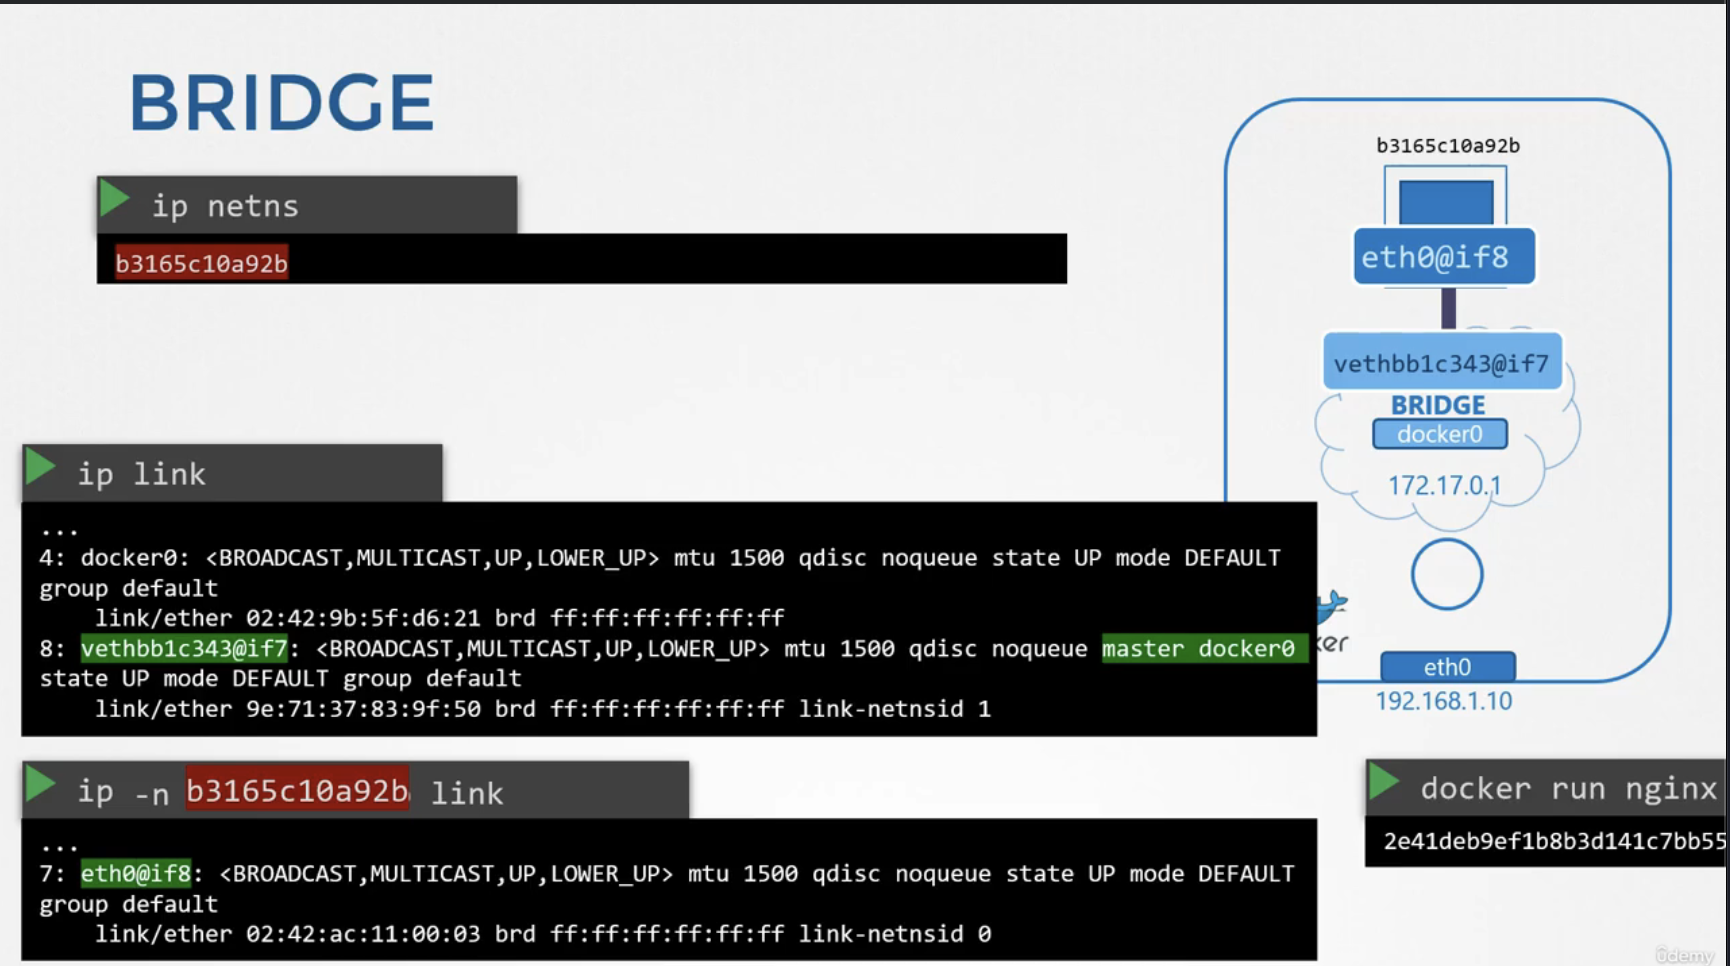 BRIDGE
ip netns
b3165c10a92b
ip link
...
4: docker0: <BROADCAST,MULTICAST,UP,LOWER_UP> mtu 1500 qdisc noqueue state UP mode DEFAULT
group default
link/ether 02:42:9b:5f:d6:21 brd ff:ff:ff:ff:ff:ff
8: vethbb1c343@if7: <BROADCAST,MULTICAST,UP,LOWER_UP> mtu 1500 qdisc noqueue master docker0
state UP mode DEFAULT group default
link/ether 9e:71:37:83:9f:50 brd ff:ff:ff:ff:ff:ff link-netnsid 1
ip -n b3165c10a92b link
...
7: eth0@if8: <BROADCAST,MULTICAST,UP,LOWER_UP> mtu 1500 qdisc noqueue state UP mode DEFAULT
group default
link/ether 02:42:ac:11:00:03 brd ff:ff:ff:ff:ff:ff link-netnsid 0
b3165c10a92b
eth0@if8
vethbb1c343@if7
BRIDGE
docker0
172.17.0.1
ker
eth0
192.168.1.10
docker run nginx
2e41deb9ef1b8b3d141c7bb55
ûdemy